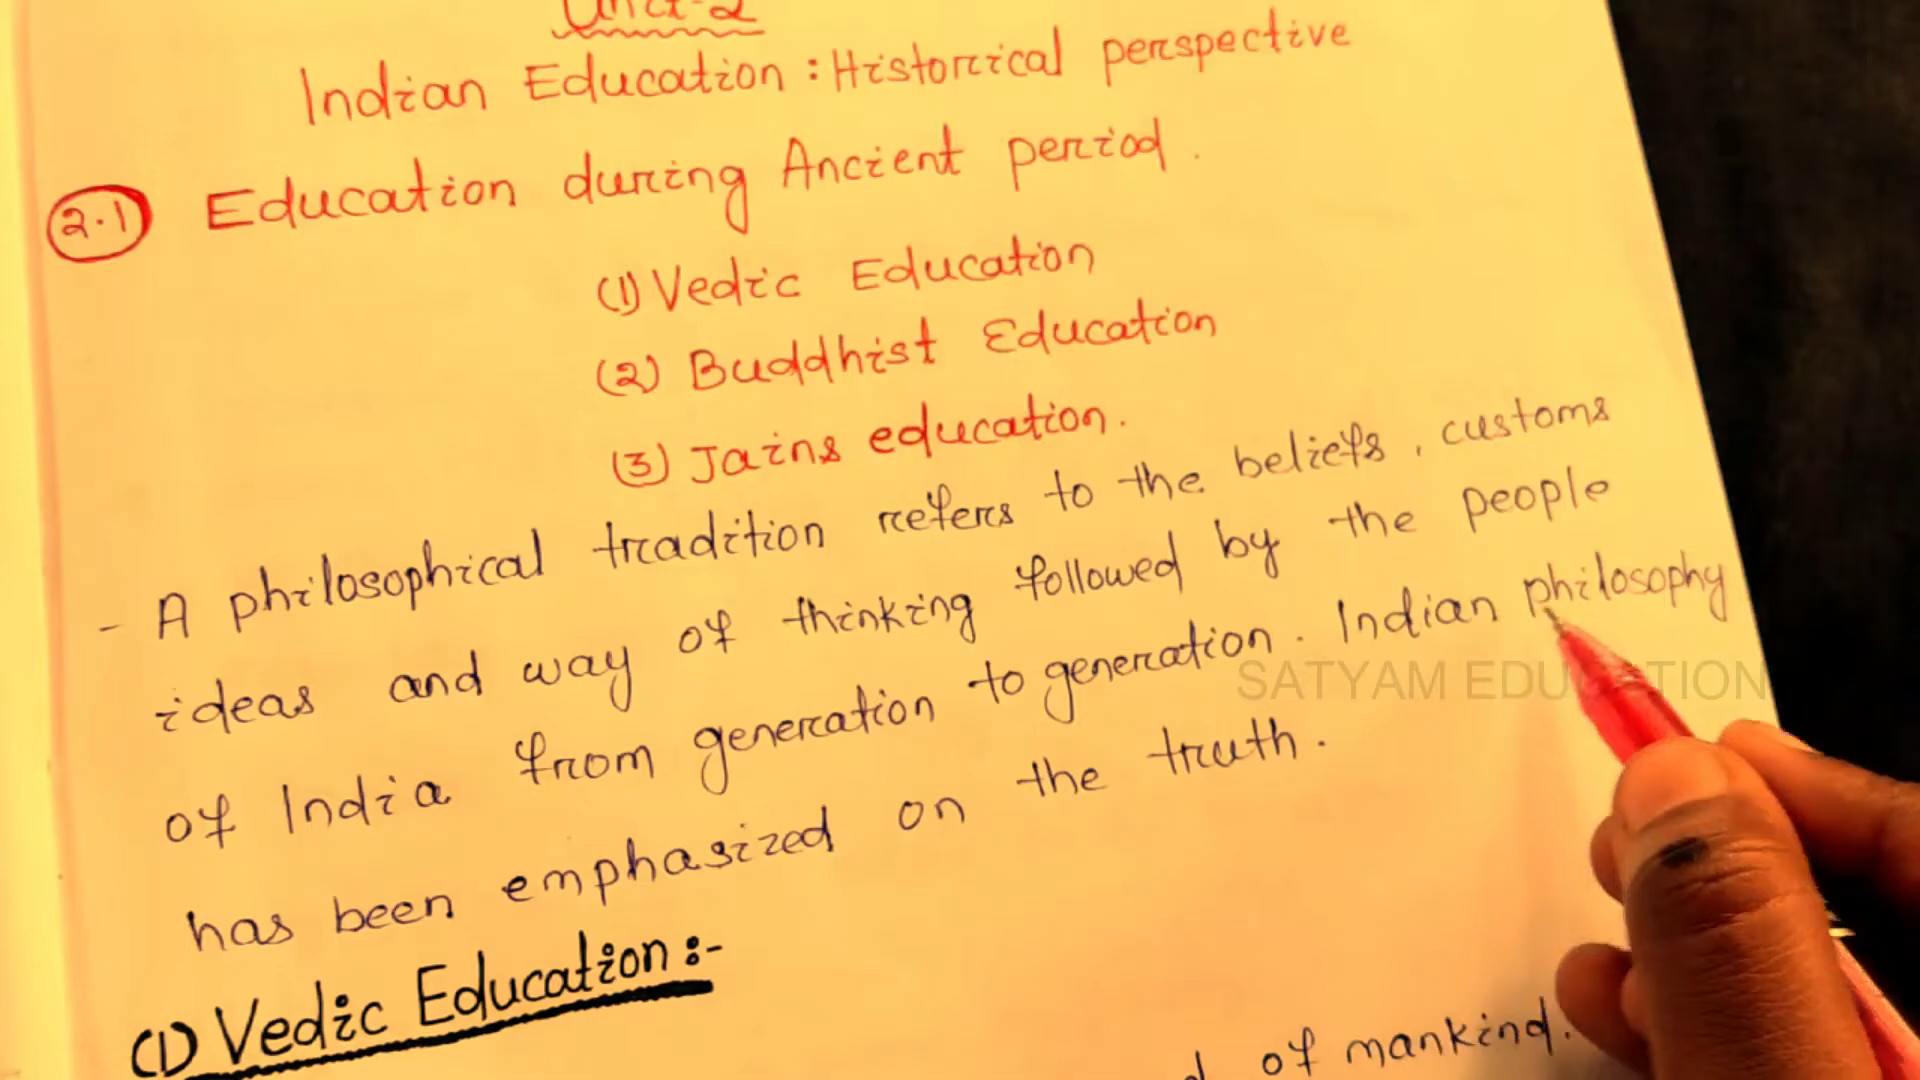 Unit-2
Indian Education : Historical perspective
2.1 Education during Ancient period.
(1) Vedic Education
(2) Buddhist Education
(3) Jains education.
- A philosophical tradition refers to the beliefs, customs
ideas and way of thinking followed by the people
of India from generation to generation. Indian philosophy
has been emphasized on the truth.
SATYAM EDUCATION
(1) Vedic Education :-
of mankind.